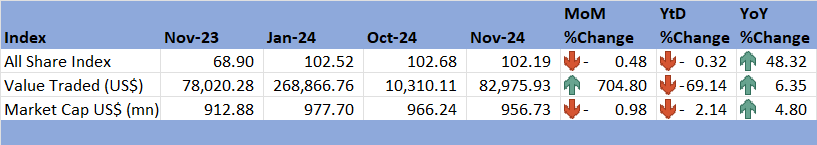 MoM YtD YoY
Index Nov-23 Jan-24 Oct-24 Nov-24 %Change %Change %Change
All Share Index 68.90 102.52 102.68 102.19 - 0.48 - 0.32 48.32
Value Traded (US$) 78,020.28 268,866.76 10,310.11 82,975.93 704.80 -69.14 6.35
Market Cap US$ (mn) 912.88 977.70 966.24 956.73 - 0.98 - 2.14 4.80